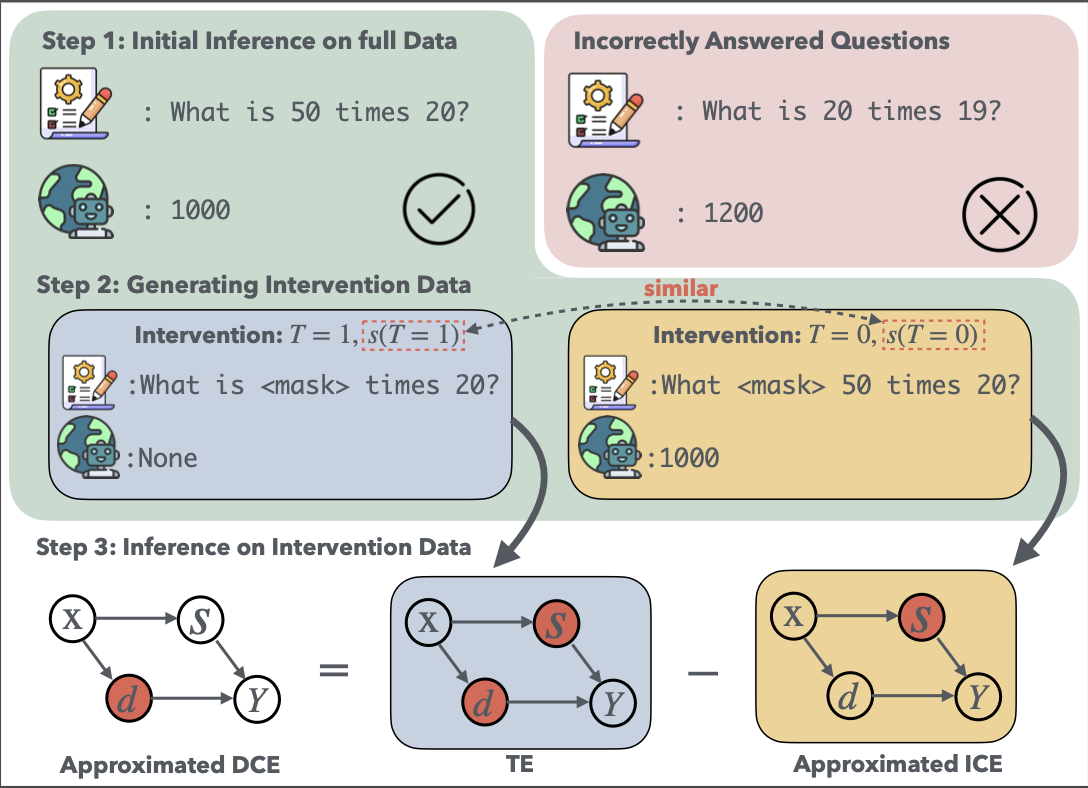 Step 1: Initial Inference on full Data
: What is 50 times 20?
: 1000
Incorrectly Answered Questions
: What is 20 times 19?
: 1200
Step 2: Generating Intervention Data
similar
Intervention: T = 1, s(T = 1)
:What is <mask> times 20?
:None
Intervention: T = 0, s(T = 0)
:What <mask> 50 times 20?
:1000
Step 3: Inference on Intervention Data
X S
d Y
=
X S
d Y
–
X S
d Y
Approximated DCE
TE
Approximated ICE